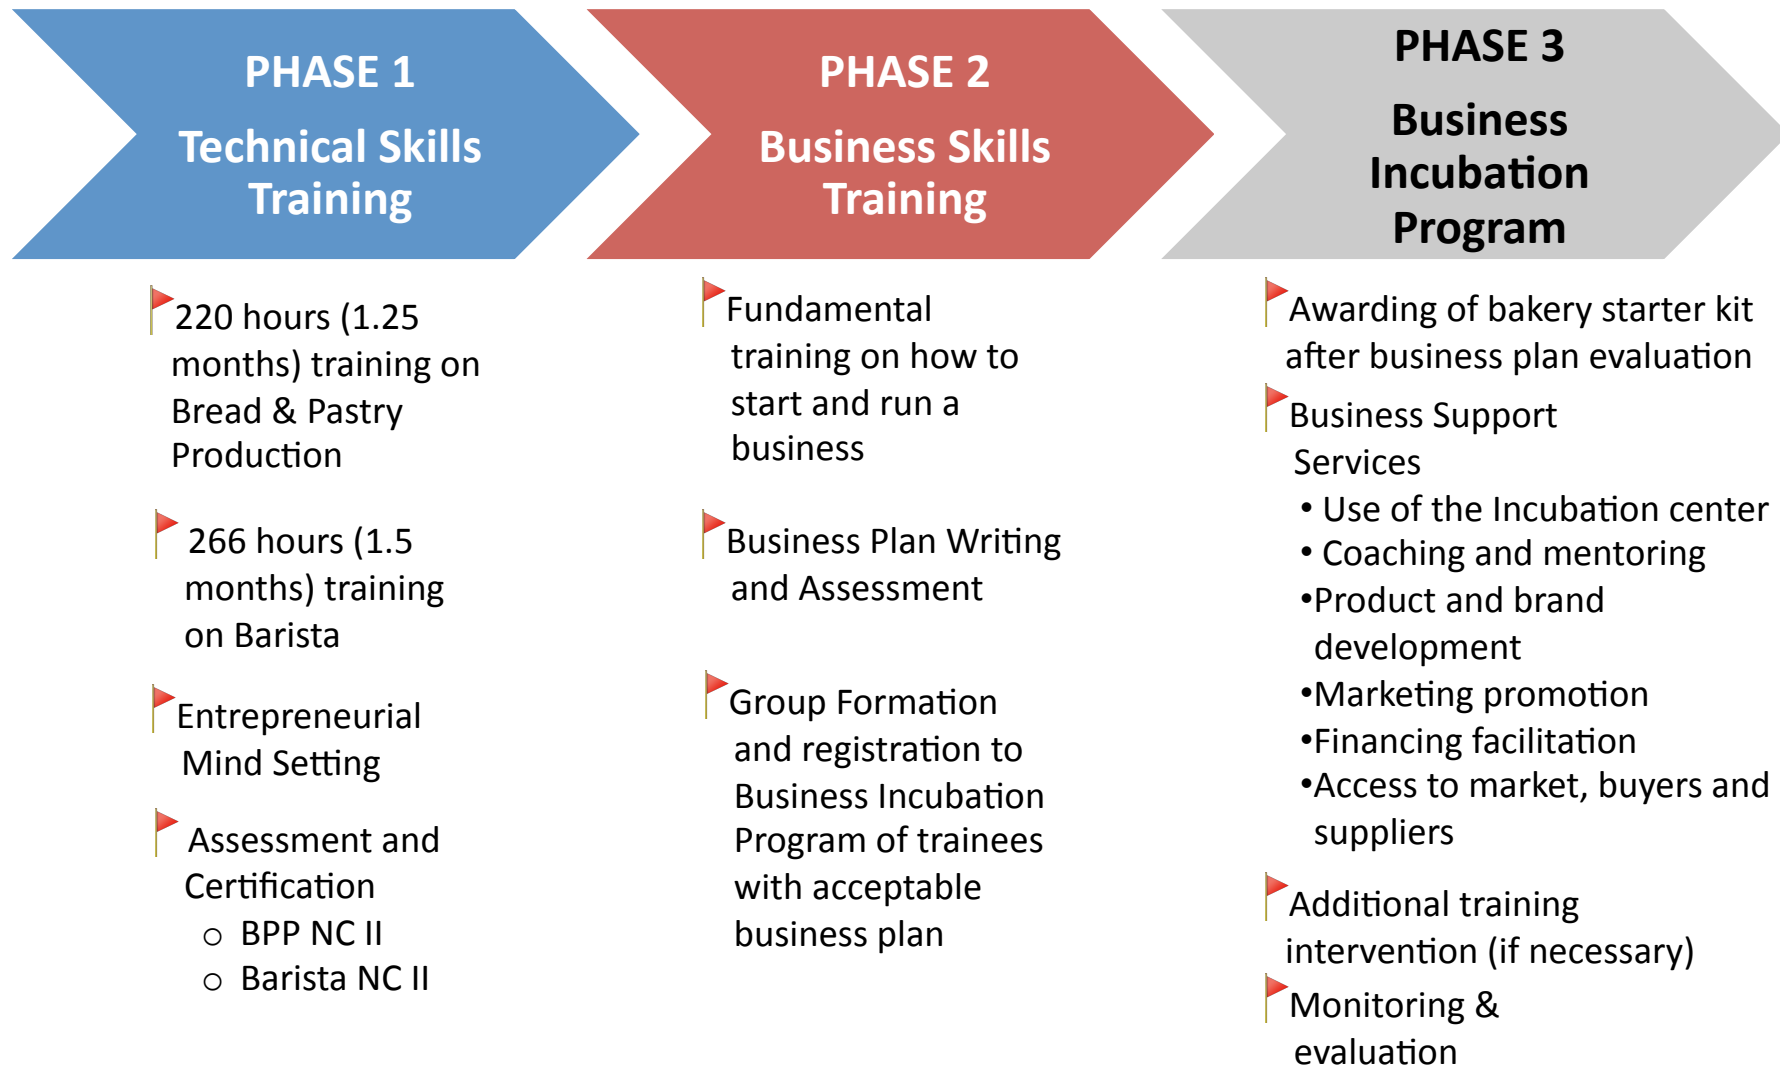 PHASE 1
Technical Skills
Training
220 hours (1.25
months) training on
Bread & Pastry
Production
266 hours (1.5
months) training
on Barista
Entrepreneurial
Mind Setting
Assessment and
Certification
o BPP NC II
o Barista NC II
PHASE 2
Business Skills
Training
Fundamental
training on how to
start and run a
business
Business Plan Writing
and Assessment
Group Formation
and registration to
Business Incubation
Program of trainees
with acceptable
business plan
PHASE 3
Business
Incubation
Program
Awarding of bakery starter kit
after business plan evaluation
Business Support
Services
• Use of the Incubation center
• Coaching and mentoring
•Product and brand
development
•Marketing promotion
•Financing facilitation
•Access to market, buyers and
suppliers
Additional training
intervention (if necessary)
Monitoring &
evaluation